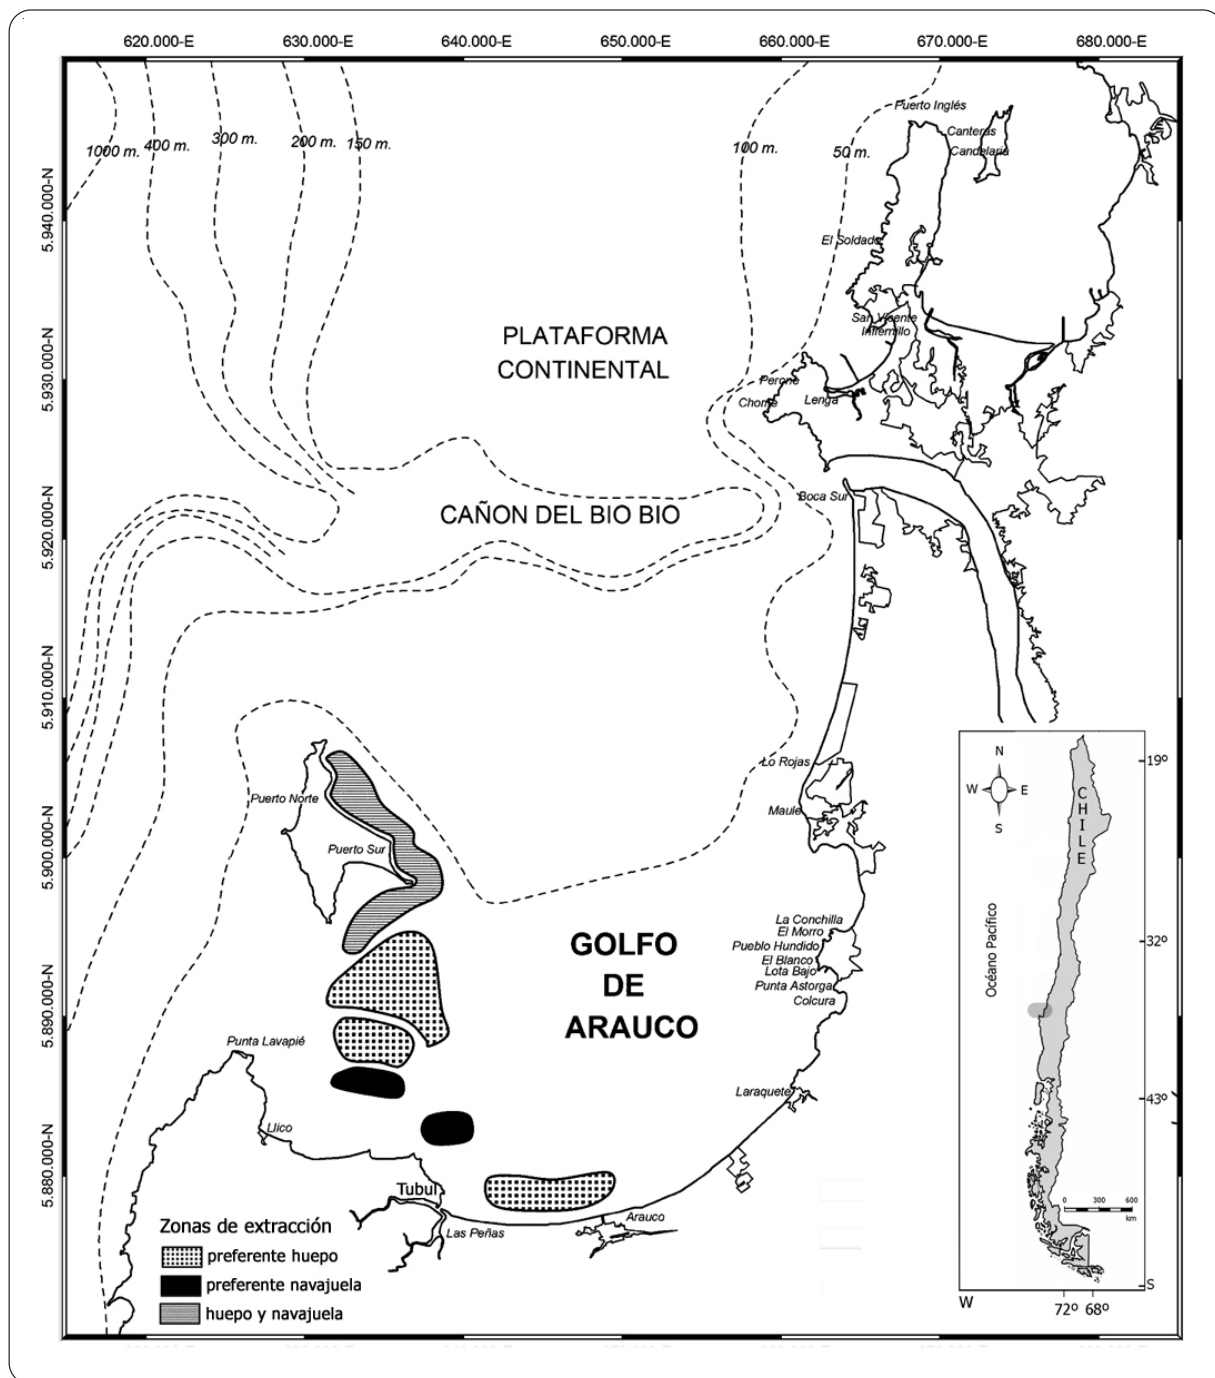 620.000-E 630.000-E 640.000-E 650.000-E 660.000-E 670.000-E 680.000-E
Puerto Inglés
Canteras
Candelaria
1000 m. 400 m. 300 m. 200 m. 150 m. 100 m. 50 m.
5.940.000-N
El Soldado
San Vicente
Infiernillo
PLATAFORMA
CONTINENTAL
5.930.000-N
Perone
Chome
Lenga
Boca Sur
CAÑON DEL BIO BIO
5.920.000-N
5.910.000-N
Lo Rojas
Maule
Puerto Norte
Puerto Sur
5.900.000-N
La Conchilla
El Morro
Pueblo Hundido
El Blanco
Lota Bajo
Punta Astorga
Colcura
GOLFO
DE
ARAUCO
5.890.000-N
Punta Lavapié
Laraquete
Llico
5.880.000-N
Tubul
Las Peñas
Arauco
Zonas de extracción
preferente huepo
preferente navajuela
huepo y navajuela
N
W E
S
CHILE
Océano Pacífico
19º
32º
43º
0 300 600
km
S
W
72º 68º